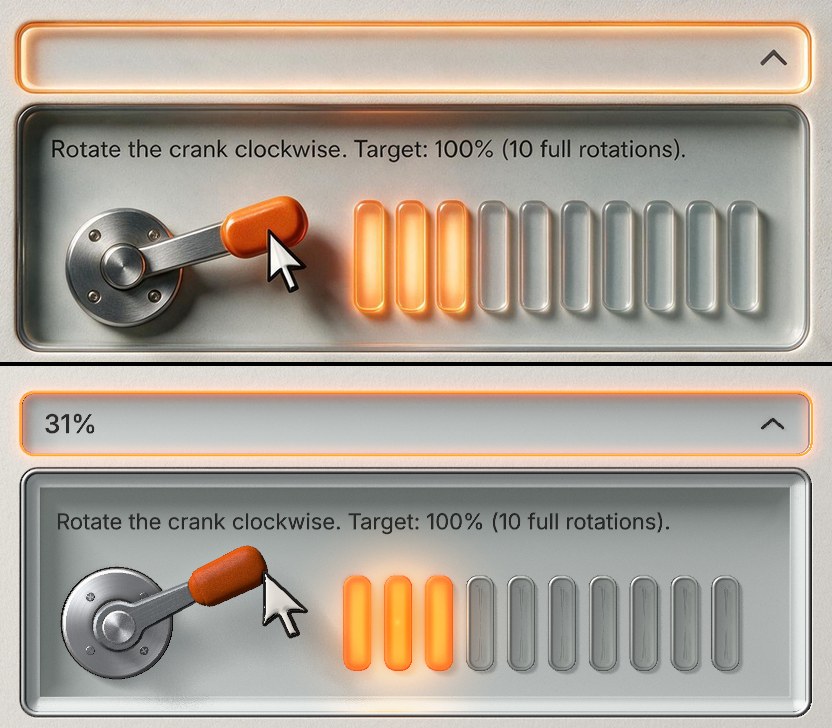 Rotate the crank clockwise. Target: 100% (10 full rotations).
31%
Rotate the crank clockwise. Target: 100% (10 full rotations).